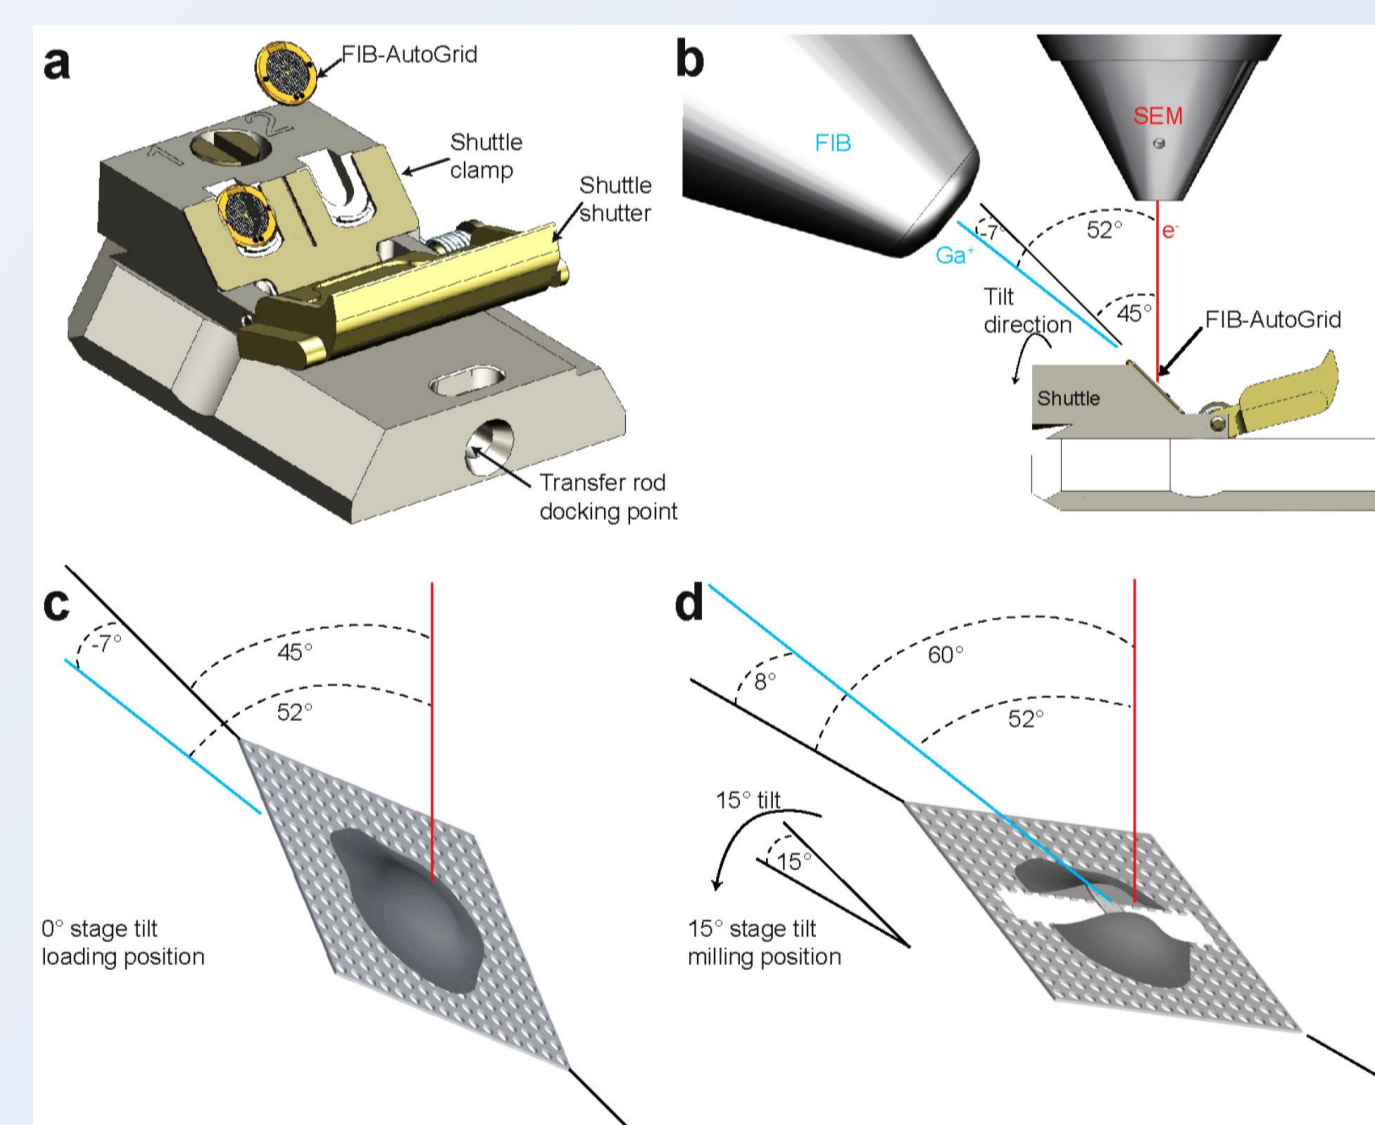 a
FIB-AutoGrid
1
2
Shuttle
clamp
Shuttle
shutter
Transfer rod
docking point
b
FIB
SEM
-7°
52°
e-
Ga+
Tilt
direction
45°
FIB-AutoGrid
Shuttle
c
-7°
45°
52°
0° stage tilt
loading position
d
60°
8°
52°
15° tilt
15°
15° stage tilt
milling position